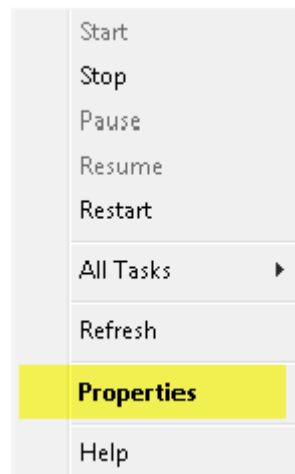 Start
Stop
Pause
Resume
Restart
All Tasks
Refresh
Properties
Help